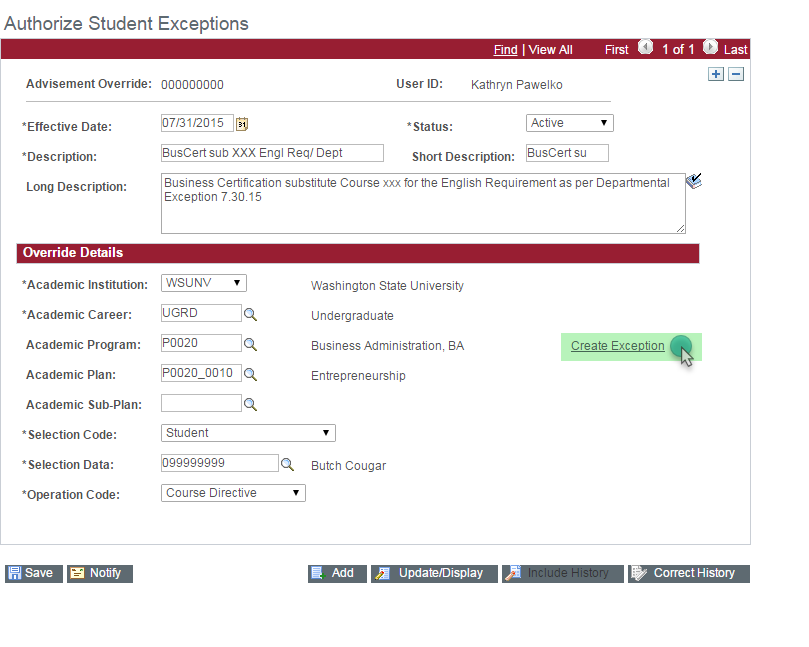 Authorize Student Exceptions
Find | View All First 1 of 1 Last
Advisement Override: 000000000 User ID: Kathryn Pawelko
*Effective Date: 07/31/2015 31 *Status: Active
*Description: BusCert sub XXX Engl Req/ Dept Short Description: BusCert su
Long Description: Business Certification substitute Course xxx for the English Requirement as per Departmental
Exception 7.30.15
Override Details
*Academic Institution: WSUNV Washington State University
*Academic Career: UGRD Undergraduate
Academic Program: P0020 Business Administration, BA Create Exception
Academic Plan: P0020_0010 Entrepreneurship
Academic Sub-Plan:
*Selection Code: Student
*Selection Data: 099999999 Butch Cougar
*Operation Code: Course Directive
Save Notify Add Update/Display Include History Correct History